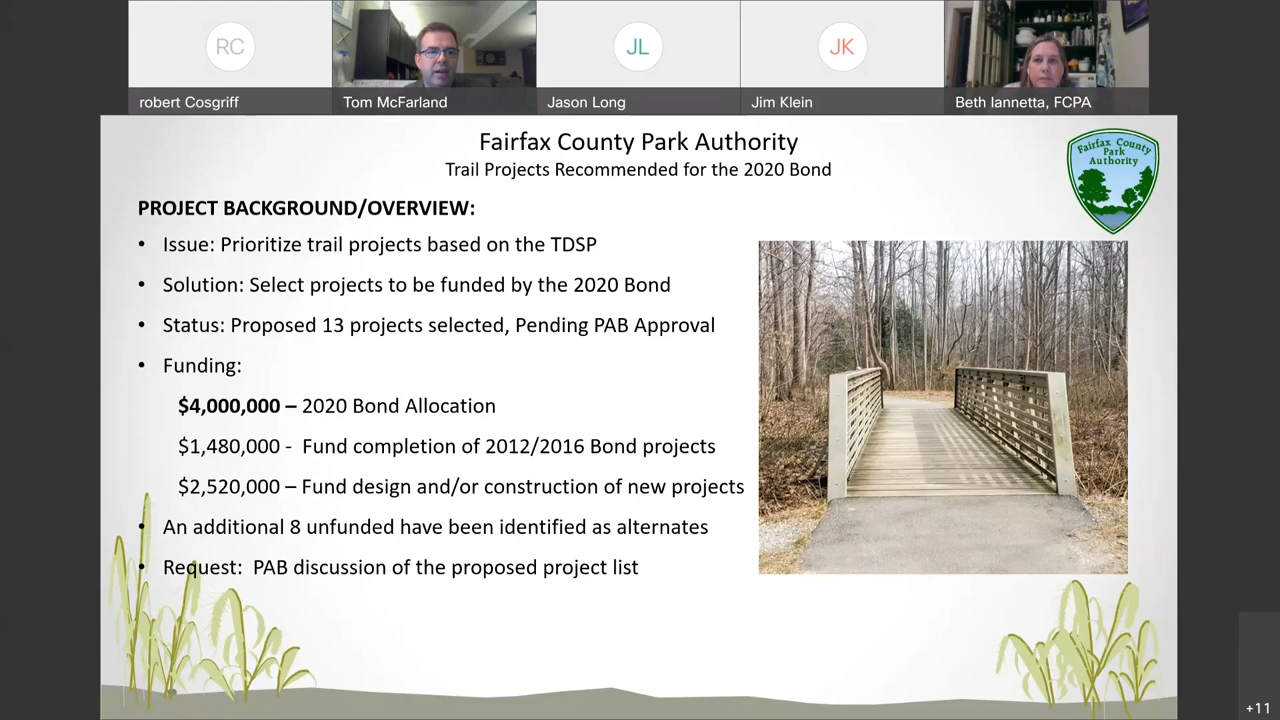 RC
JL
JK
robert Cosgriff
Tom McFarland
Jason Long
Jim Klein
Beth Iannetta, FCPA
Fairfax County Park Authority
Trail Projects Recommended for the 2020 Bond
Fairfax County
Park
Authority
PROJECT BACKGROUND/OVERVIEW:
• Issue: Prioritize trail projects based on the TDSP
• Solution: Select projects to be funded by the 2020 Bond
• Status: Proposed 13 projects selected, Pending PAB Approval
• Funding:
$4,000,000 – 2020 Bond Allocation
$1,480,000 - Fund completion of 2012/2016 Bond projects
$2,520,000 – Fund design and/or construction of new projects
• An additional 8 unfunded have been identified as alternates
• Request: PAB discussion of the proposed project list
+11